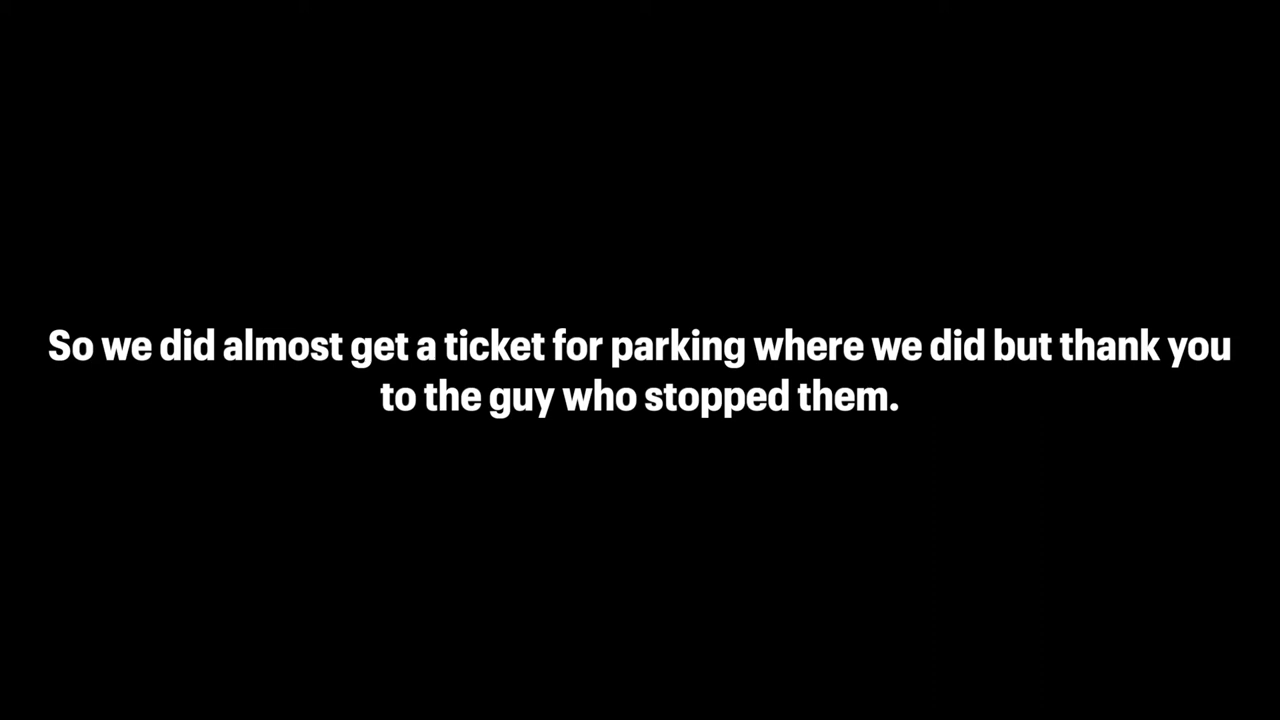 So we did almost get a ticket for parking where we did but thank you
to the guy who stopped them.